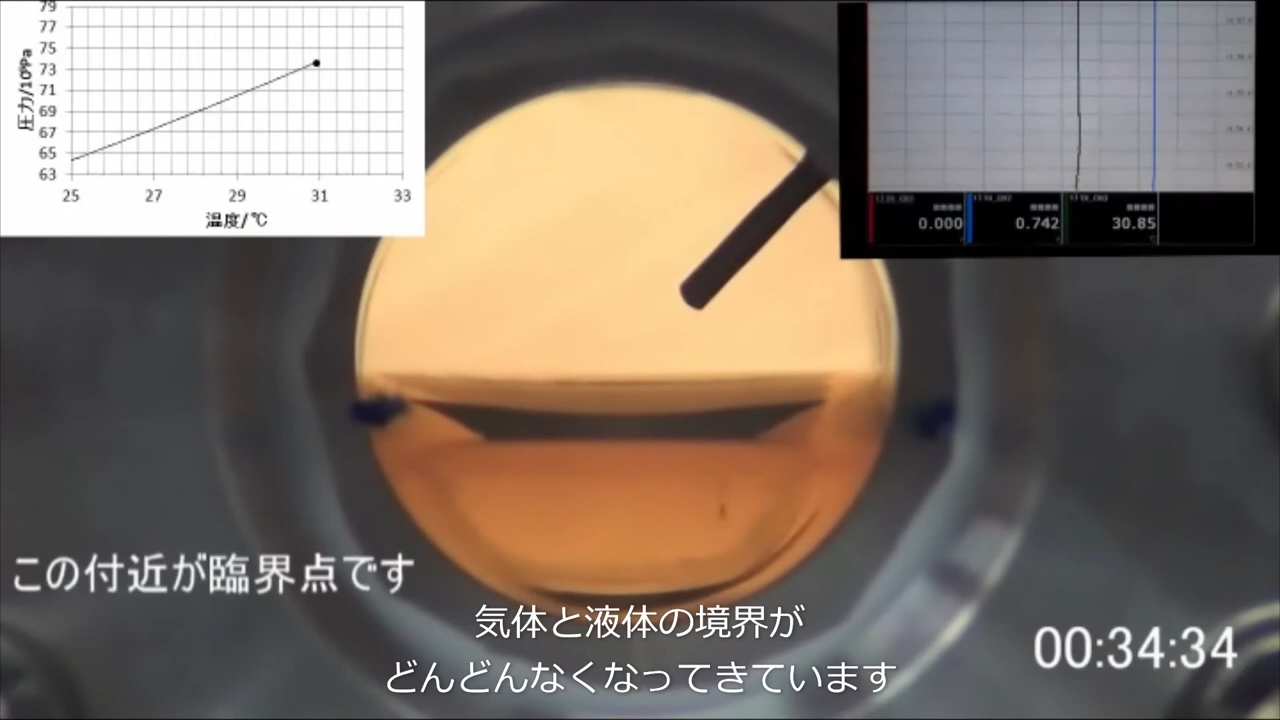 79
77
75
73
71
69
67
65
63
圧力/10⁵Pa
25 27 29 31 33
温度/℃
0.000 0.742 30.85
この付近が臨界点です
気体と液体の境界が
どんどんなくなってきています
00:34:34